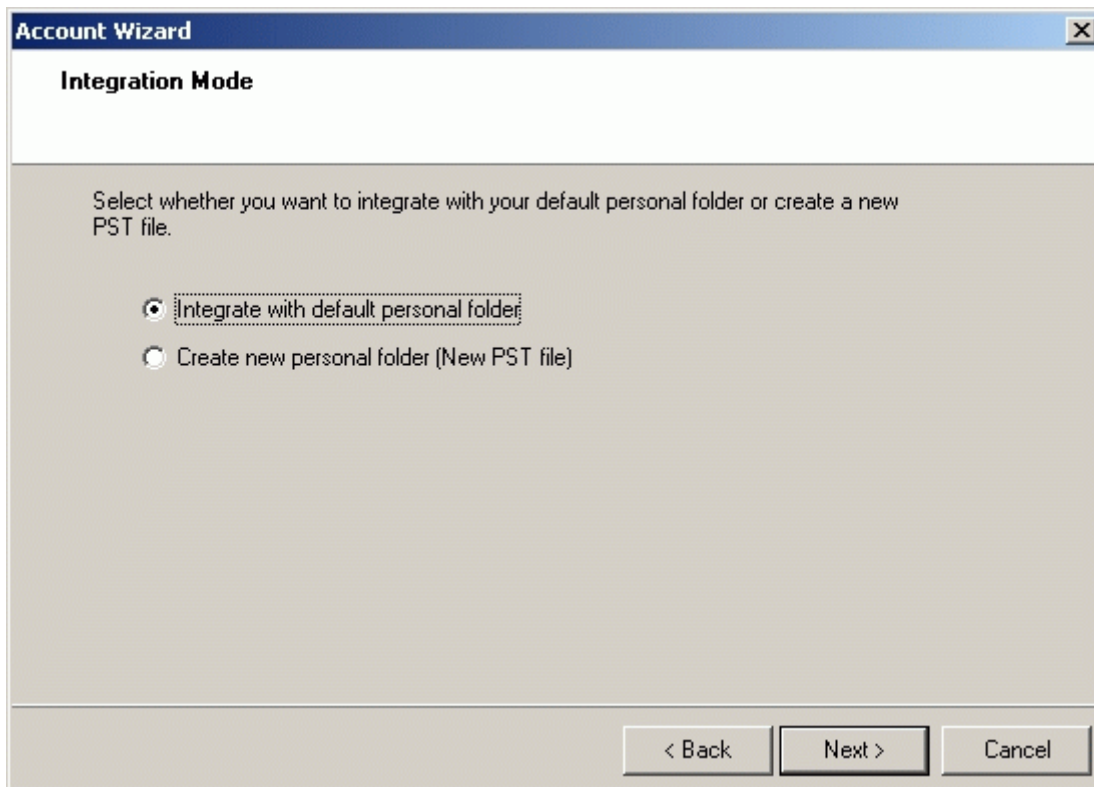 Account Wizard
Integration Mode
Select whether you want to integrate with your default personal folder or create a new
PST file.
Integrate with default personal folder
Create new personal folder (New PST file)
< Back
Next >
Cancel